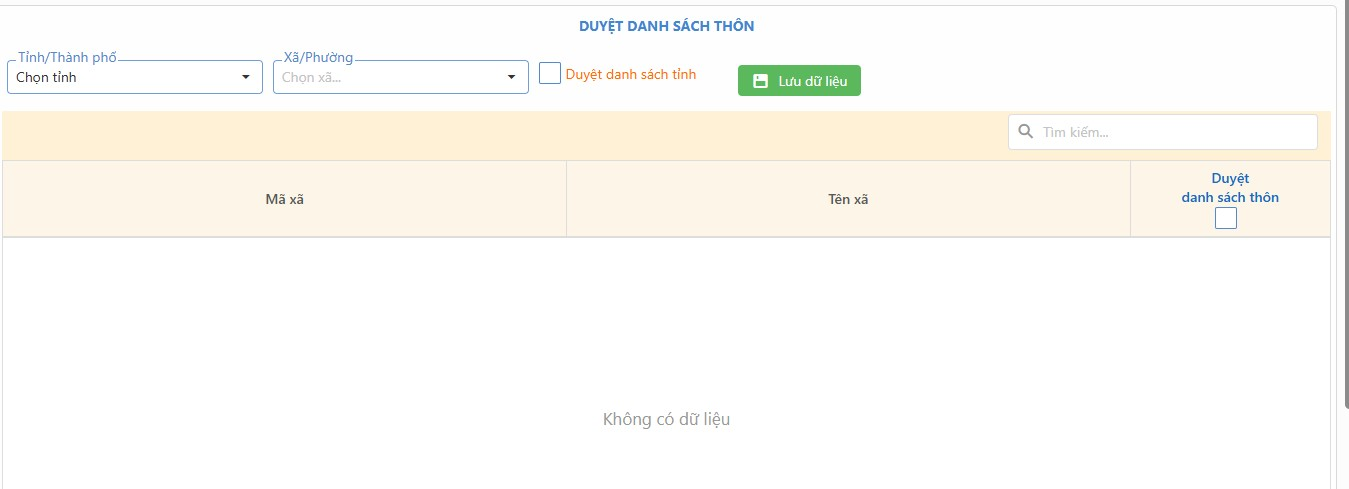 DUYỆT DANH SÁCH THÔN
Tỉnh/Thành phố
Chọn tỉnh
Xã/Phường
Chọn xã...
Duyệt danh sách tỉnh
Lưu dữ liệu
Tìm kiếm...
Mã xã
Tên xã
Duyệt
danh sách thôn
Không có dữ liệu